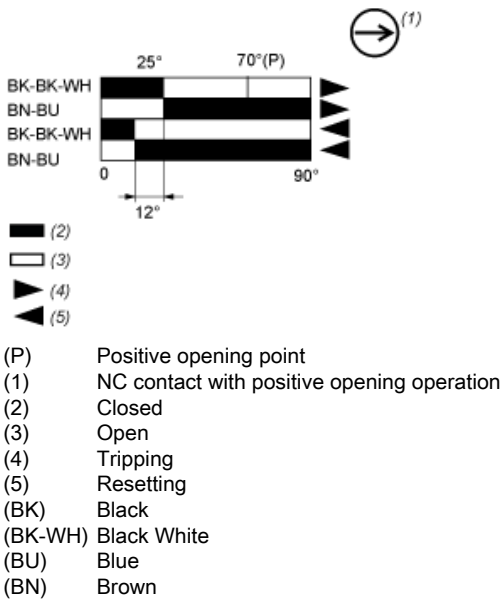 (1)
25° 70°(P)
BK-BK-WH
BN-BU
BK-BK-WH
BN-BU
0 90°
12°
(2)
(3)
(4)
(5)
(P) Positive opening point
(1) NC contact with positive opening operation
(2) Closed
(3) Open
(4) Tripping
(5) Resetting
(BK) Black
(BK-WH) Black White
(BU) Blue
(BN) Brown